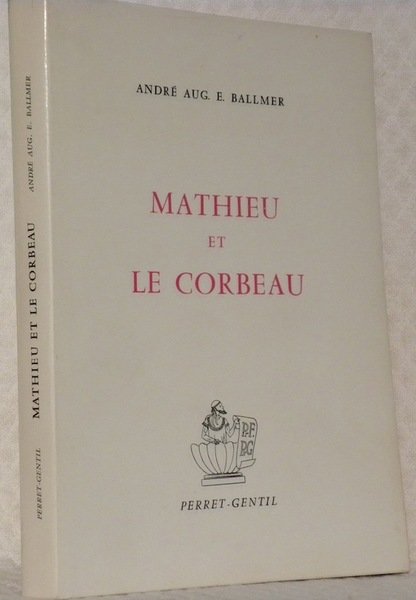 ANDRÉ AUG. E. BALLMER
MATHIEU
ET
LE CORBEAU
PERRET-GENTIL
PERRET-GENTIL
MATHIEU ET LE CORBEAU
ANDRÉ AUG. E. BALLMER